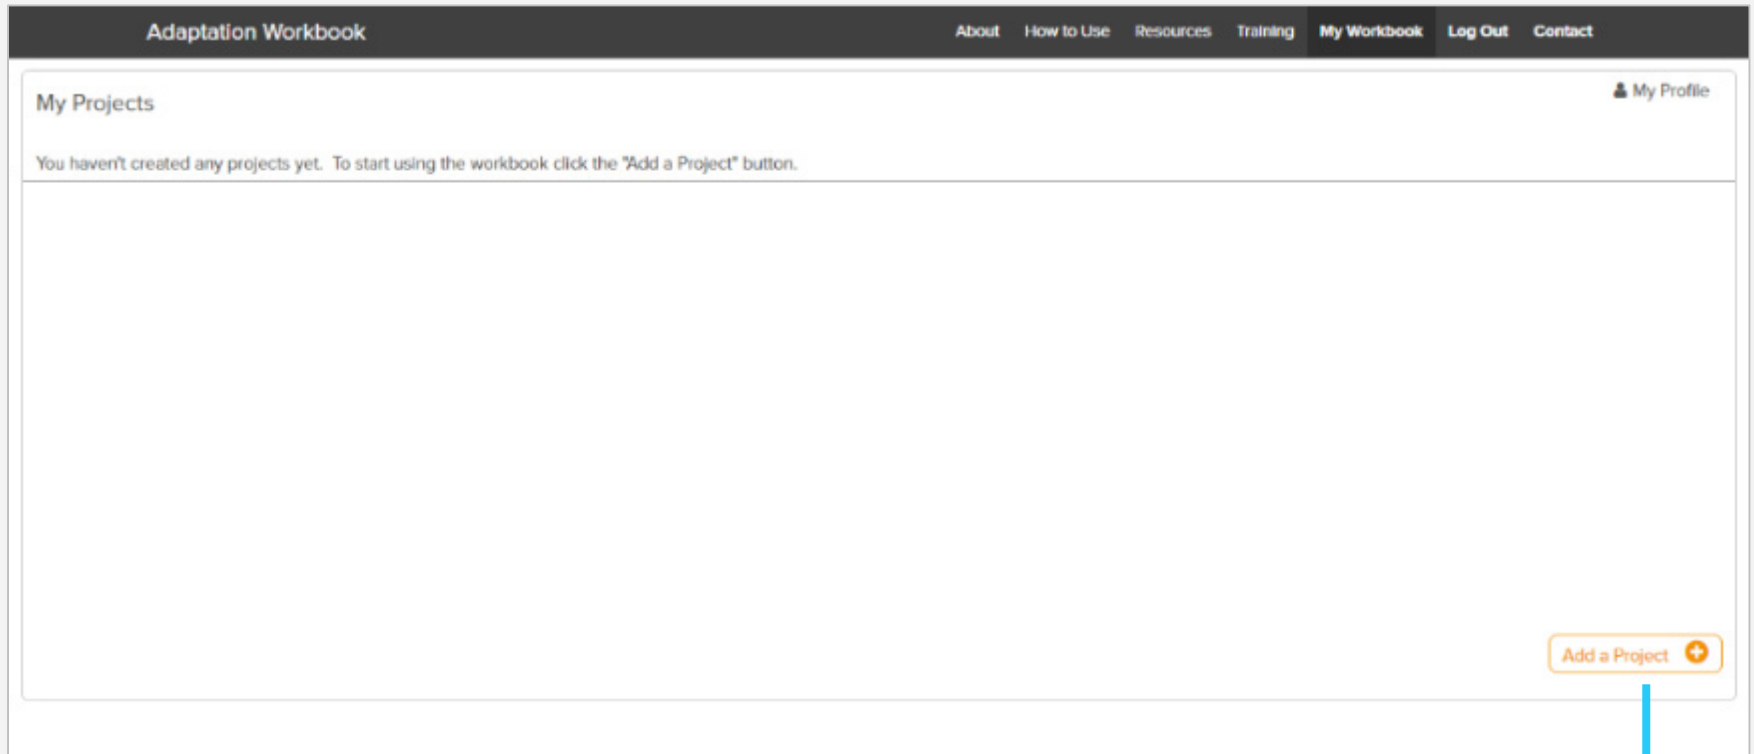 Adaptation Workbook About How to Use Resources Training My Workbook Log Out Contact
My Profile
My Projects
You haven't created any projects yet. To start using the workbook click the "Add a Project" button.
Add a Project